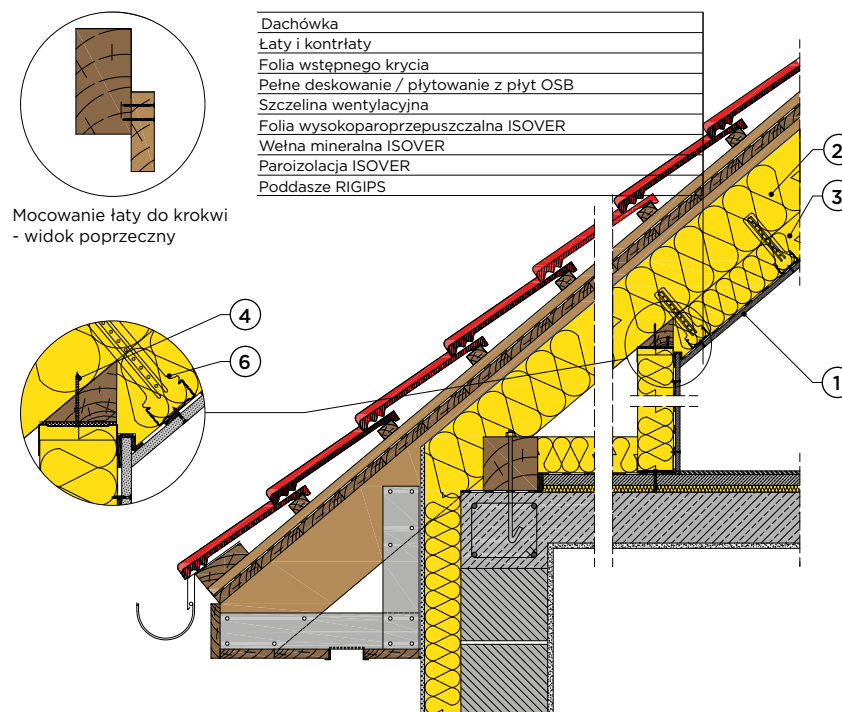 Dachówka
Łaty i kontrłaty
Folia wstępnego krycia
Pełne deskowanie / płytowanie z płyt OSB
Szczelina wentylacyjna
Folia wysokoparoprzepuszczalna ISOVER
Wełna mineralna ISOVER
Paroizolacja ISOVER
Poddasze RIGIPS
Mocowanie łaty do krokwi
- widok poprzeczny
2
3
4
6
1